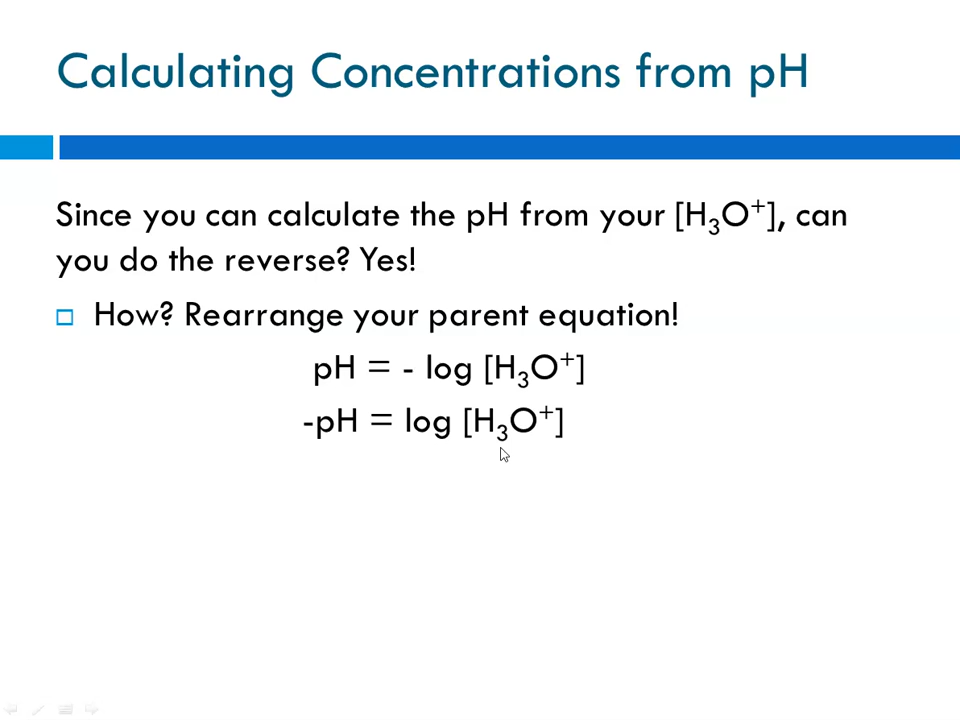 Calculating Concentrations from pH
Since you can calculate the pH from your [H₃O⁺], can
you do the reverse? Yes!
How? Rearrange your parent equation!
pH = - log [H₃O⁺]
-pH = log [H₃O⁺]